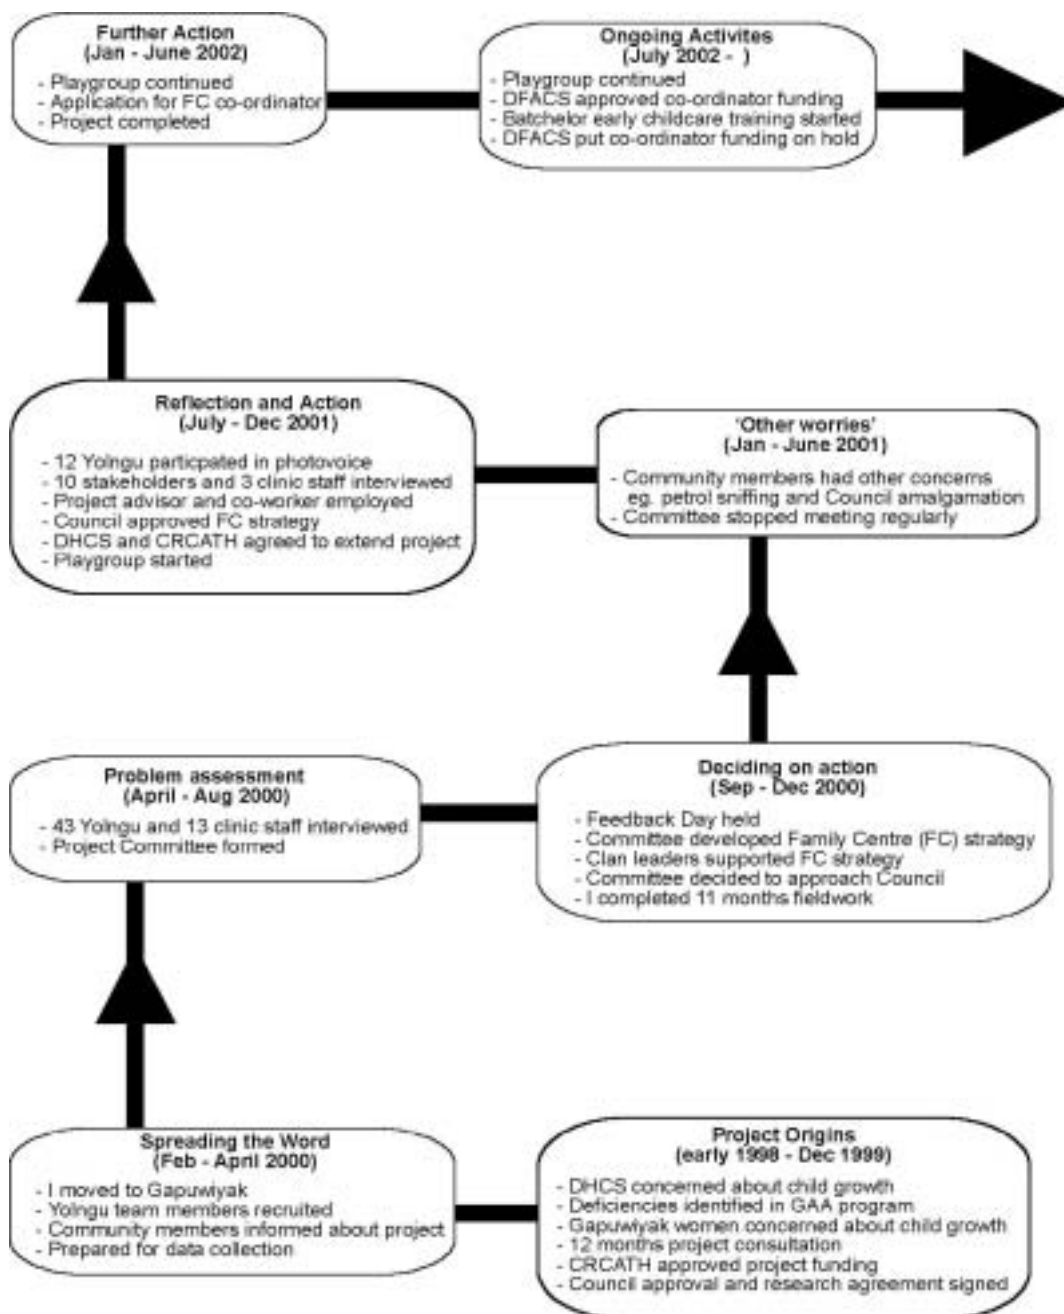 Further Action
(Jan - June 2002)
- Playgroup continued
- Application for FC co-ordinator
- Project completed
Ongoing Activites
(July 2002 - )
- Playgroup continued
- DFACS approved co-ordinator funding
- Batchelor early childcare training started
- DFACS put co-ordinator funding on hold
Reflection and Action
(July - Dec 2001)
- 12 Yolngu particpated in photovoice
- 10 stakeholders and 3 clinic staff interviewed
- Project advisor and co-worker employed
- Council approved FC strategy
- DHCS and CRCATH agreed to extend project
- Playgroup started
'Other worries'
(Jan - June 2001)
- Community members had other concerns
eg. petrol sniffing and Council amalgamation
- Committee stopped meeting regularly
Problem assessment
(April - Aug 2000)
- 43 Yolngu and 13 clinic staff interviewed
- Project Committee formed
Deciding on action
(Sep - Dec 2000)
- Feedback Day held
- Committee developed Family Centre (FC) strategy
- Clan leaders supported FC strategy
- Committee decided to approach Council
- I completed 11 months fieldwork
Spreading the Word
(Feb - April 2000)
- I moved to Gapuwiyak
- Yolngu team members recruited
- Community members informed about project
- Prepared for data collection
Project Origins
(early 1998 - Dec 1999)
- DHCS concerned about child growth
- Deficiencies identified in GAA program
- Gapuwiyak women concerned about child growth
- 12 months project consultation
- CRCATH approved project funding
- Council approval and research agreement signed